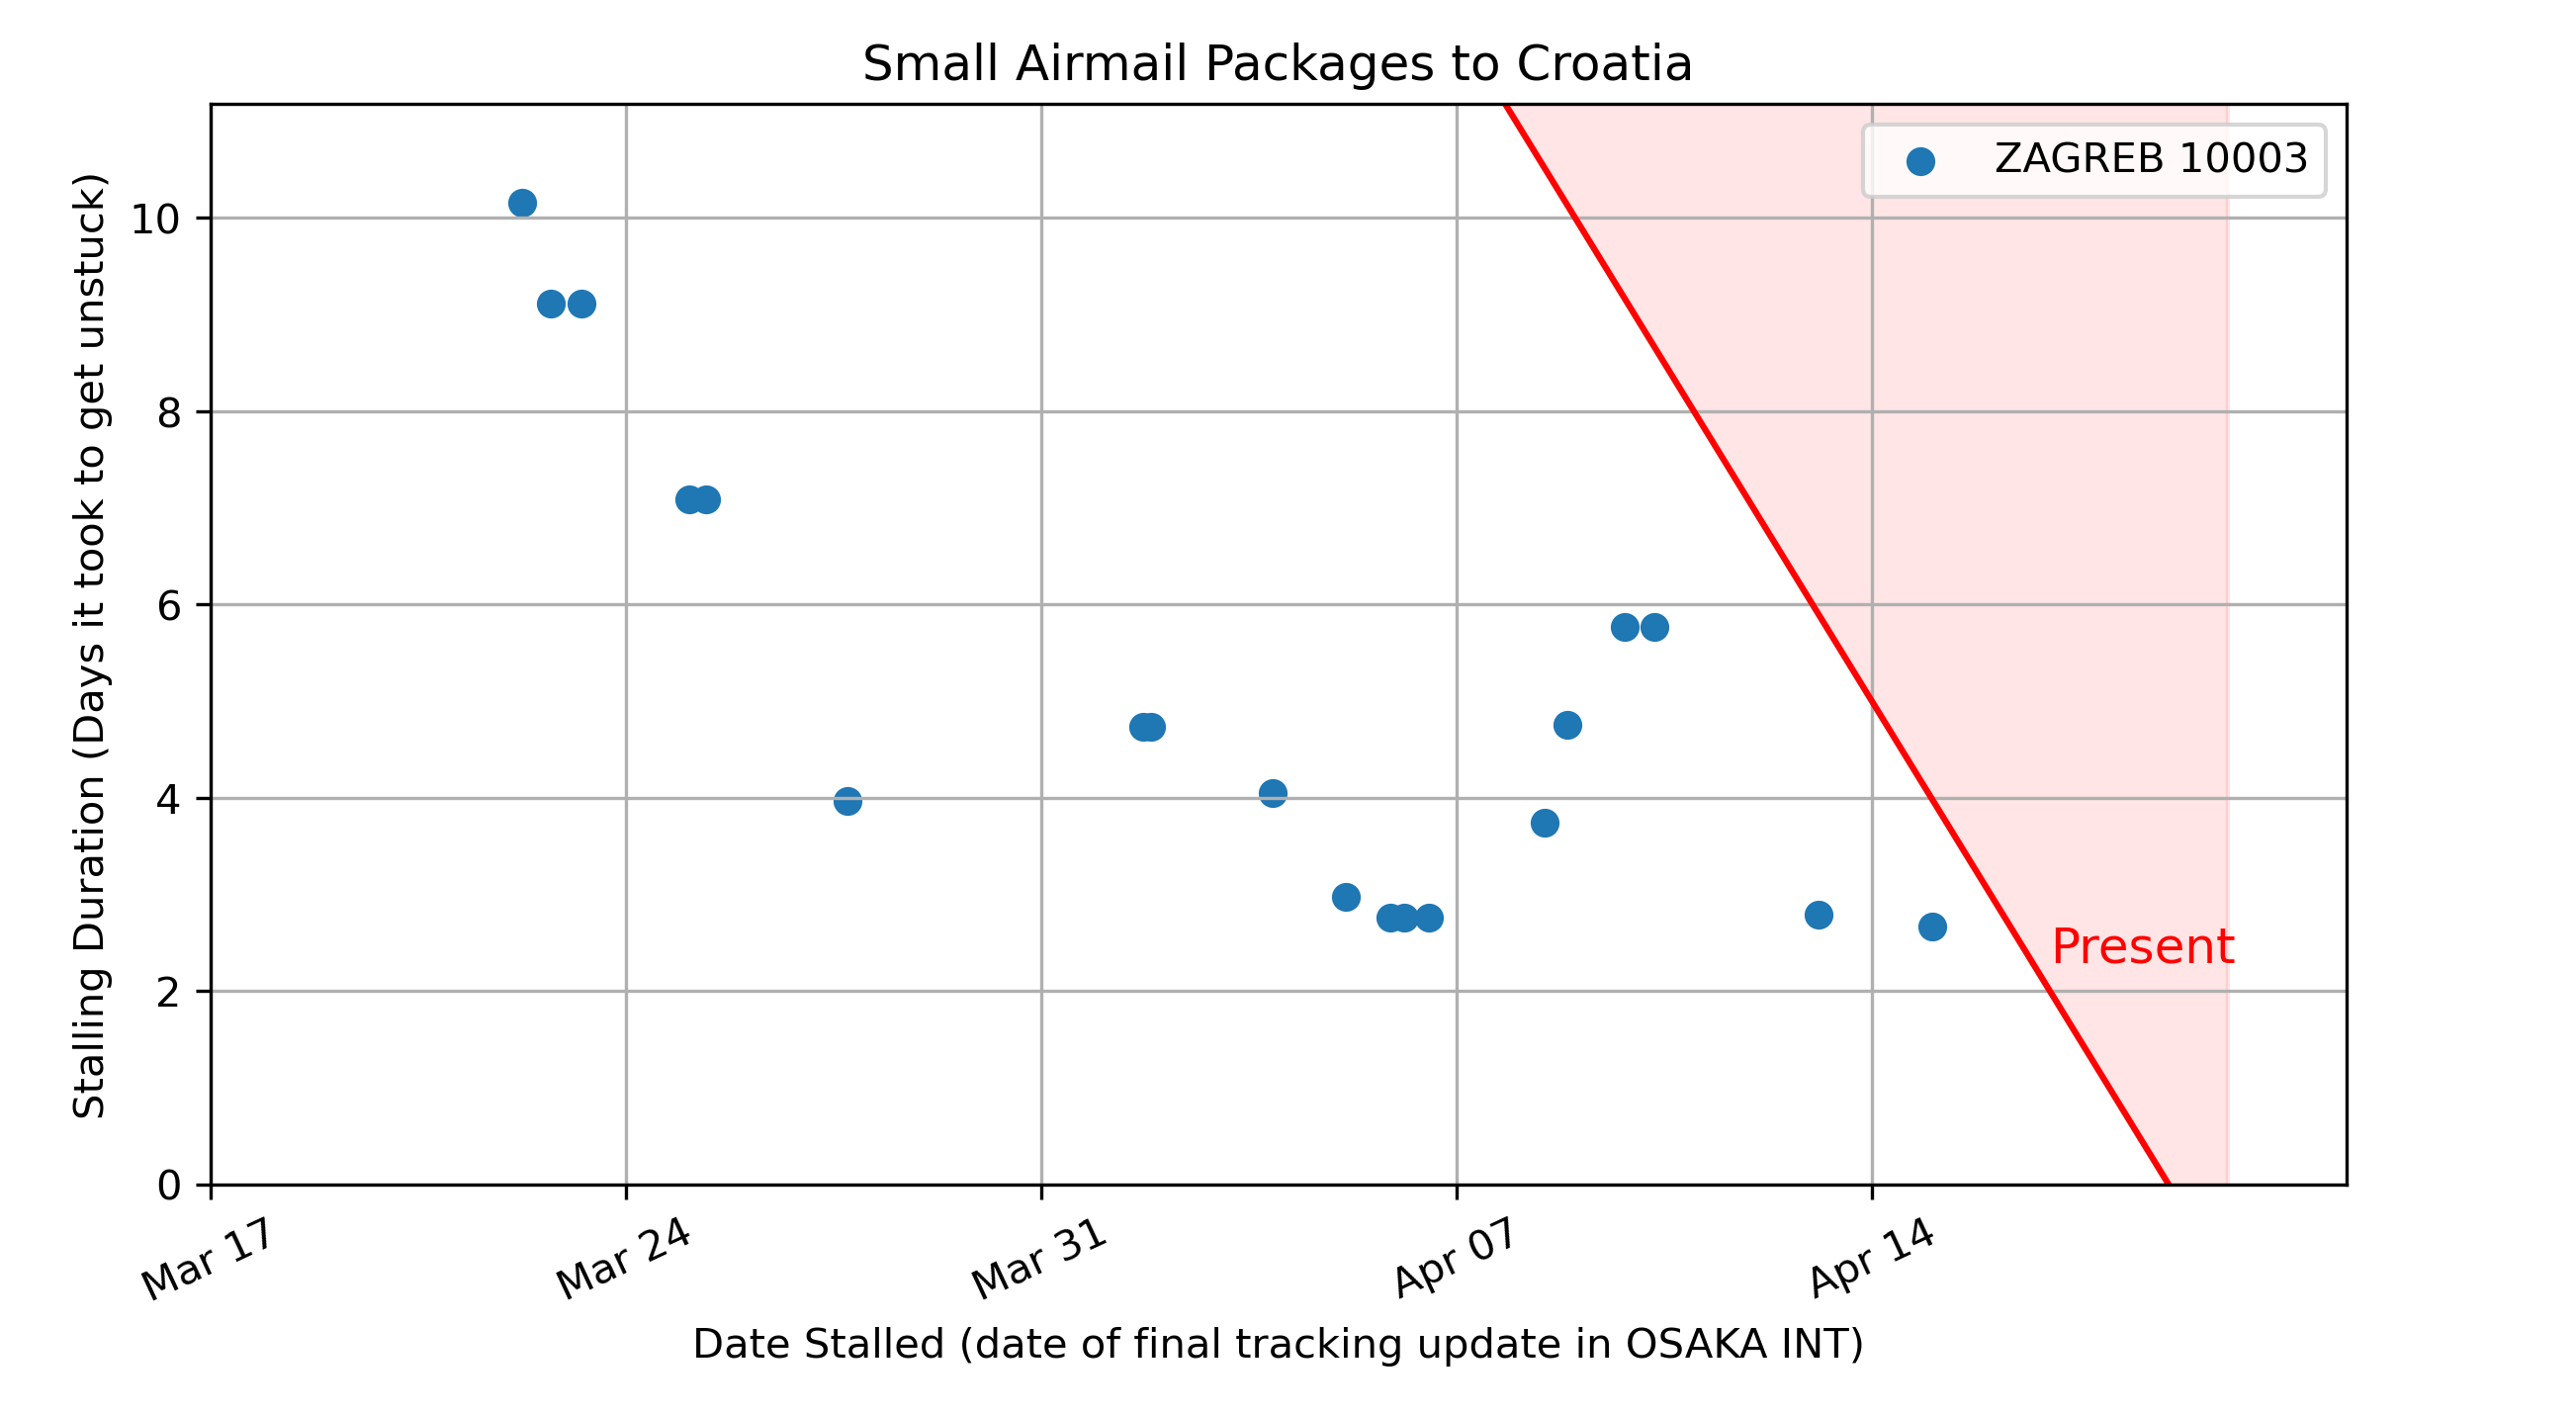 Small Airmail Packages to Croatia
ZAGREB 10003
Stalling Duration (Days it took to get unstuck)
10
8
6
4
2
0
Present
Mar 17
Mar 24
Mar 31
Apr 07
Apr 14
Date Stalled (date of final tracking update in OSAKA INT)